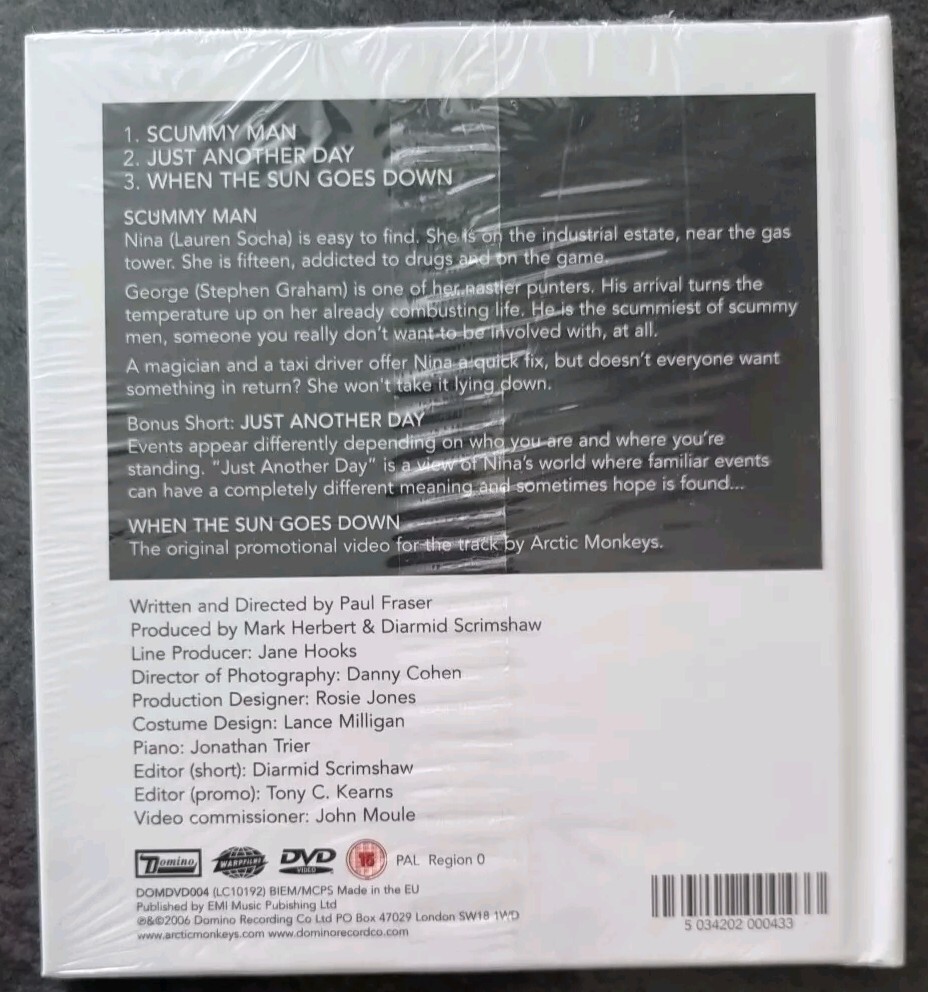 1. SCUMMY MAN
2. JUST ANOTHER DAY
3. WHEN THE SUN GOES DOWN
SCUMMY MAN
Nina (Lauren Socha) is easy to find. She is on the industrial estate, near the gas
tower. She is fifteen, addicted to drugs and on the game.
George (Stephen Graham) is one of her nastier punters. His arrival turns the
temperature up on her already combusting life. He is the scummiest of scummy
men, someone you really don't want to be involved with, at all.
A magician and a taxi driver offer Nina a quick fix, but doesn't everyone want
something in return? She won't take it lying down.
Bonus Short: JUST ANOTHER DAY
Events appear differently depending on who you are and where you're
standing. "Just Another Day" is a view of Nina's world where familiar events
can have a completely different meaning and sometimes hope is found...
WHEN THE SUN GOES DOWN
The original promotional video for the track by Arctic Monkeys.
Written and Directed by Paul Fraser
Produced by Mark Herbert & Diarmid Scrimshaw
Line Producer: Jane Hooks
Director of Photography: Danny Cohen
Production Designer: Rosie Jones
Costume Design: Lance Milligan
Piano: Jonathan Trier
Editor (short): Diarmid Scrimshaw
Editor (promo): Tony C. Kearns
Video commissioner: John Moule
Domino WARPFILMS DVD VIDEO 18 PAL Region 0
DOMDVD004 (LC10192) BIEM/MCPS Made in the EU
Published by EMI Music Pubishing Ltd
℗&©2006 Domino Recording Co Ltd PO Box 47029 London SW18 1WD
www.arcticmonkeys.com www.dominorecordco.com
5 034202 000433